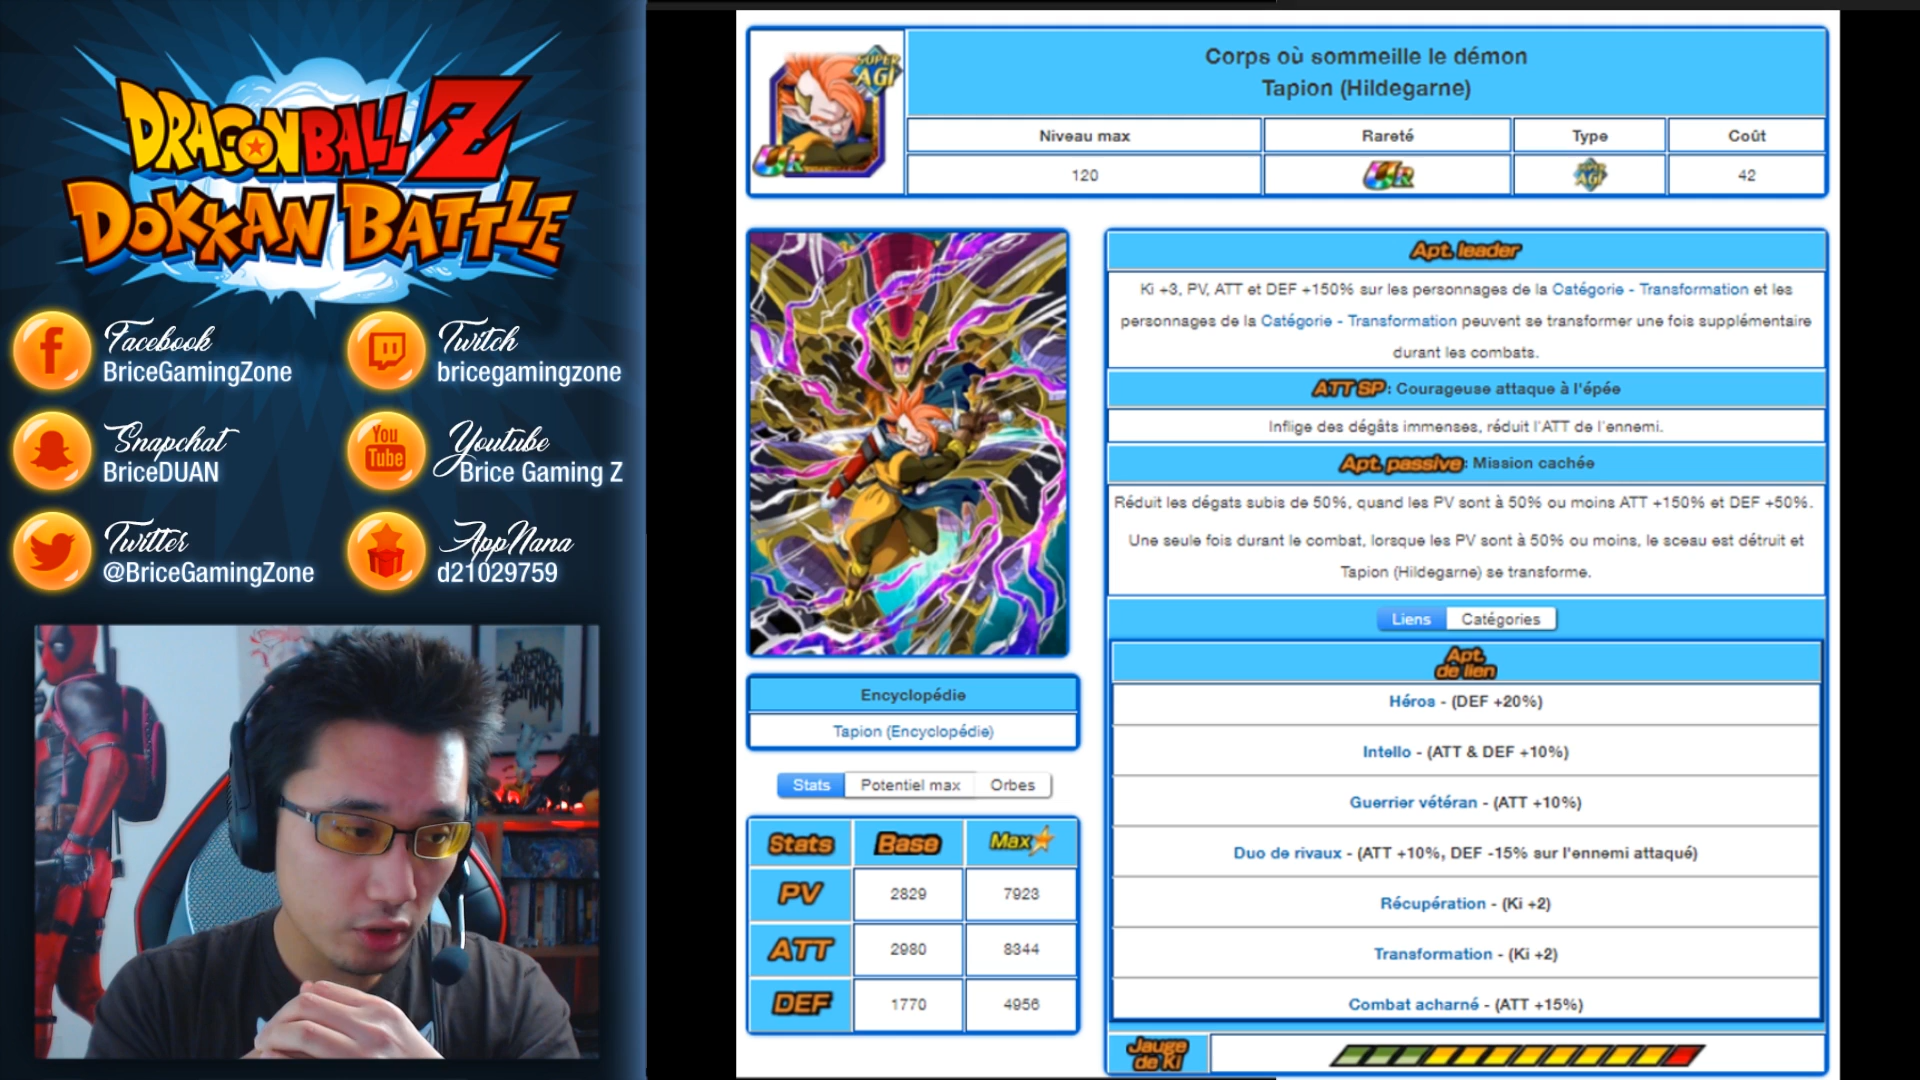 DRAGON BALL Z
DOKKAN BATTLE
Facebook
BriceGamingZone
Twitch
bricegamingzone
Snapchat
BriceDUAN
You
Tube
Youtube
Brice Gaming Z
Twitter
@BriceGamingZone
AppNana
d21029759
SUPER
AGI
UR
Corps où sommeille le démon
Tapion (Hildegarne)
Niveau max
Rareté
Type
Coût
120
UR
SUPER
AGI
42
Apt. leader
Ki +3, PV, ATT et DEF +150% sur les personnages de la Catégorie - Transformation et les
personnages de la Catégorie - Transformation peuvent se transformer une fois supplémentaire
durant les combats.
ATT SP : Courageuse attaque à l'épée
Inflige des dégâts immenses, réduit l'ATT de l'ennemi.
Apt. passive : Mission cachée
Réduit les dégats subis de 50%, quand les PV sont à 50% ou moins ATT +150% et DEF +50%.
Une seule fois durant le combat, lorsque les PV sont à 50% ou moins, le sceau est détruit et
Tapion (Hildegarne) se transforme.
Liens
Catégories
Apt.
de lien
Héros - (DEF +20%)
Intello - (ATT & DEF +10%)
Guerrier vétéran - (ATT +10%)
Duo de rivaux - (ATT +10%, DEF -15% sur l'ennemi attaqué)
Récupération - (Ki +2)
Transformation - (Ki +2)
Combat acharné - (ATT +15%)
Jauge
de Ki
Encyclopédie
Tapion (Encyclopédie)
Stats
Potentiel max
Orbes
Stats
Base
Max
PV
2829
7923
ATT
2980
8344
DEF
1770
4956